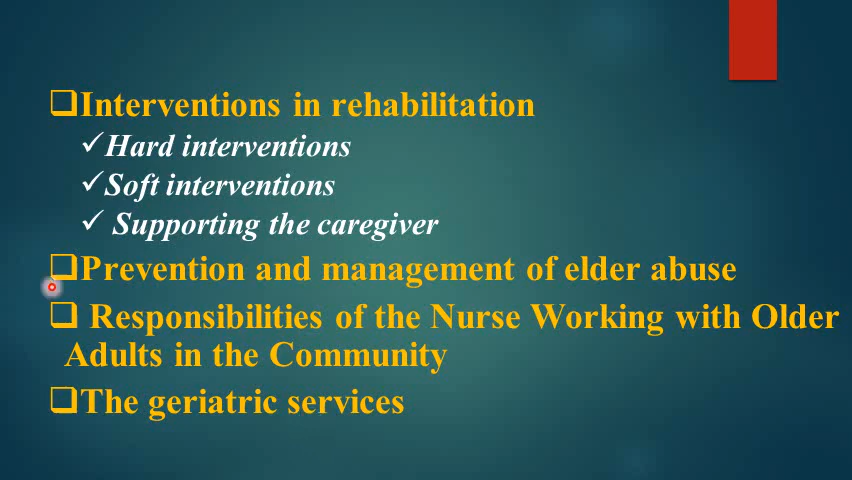 ❑Interventions in rehabilitation
✓Hard interventions
✓Soft interventions
✓ Supporting the caregiver
❑Prevention and management of elder abuse
❑ Responsibilities of the Nurse Working with Older
Adults in the Community
❑The geriatric services